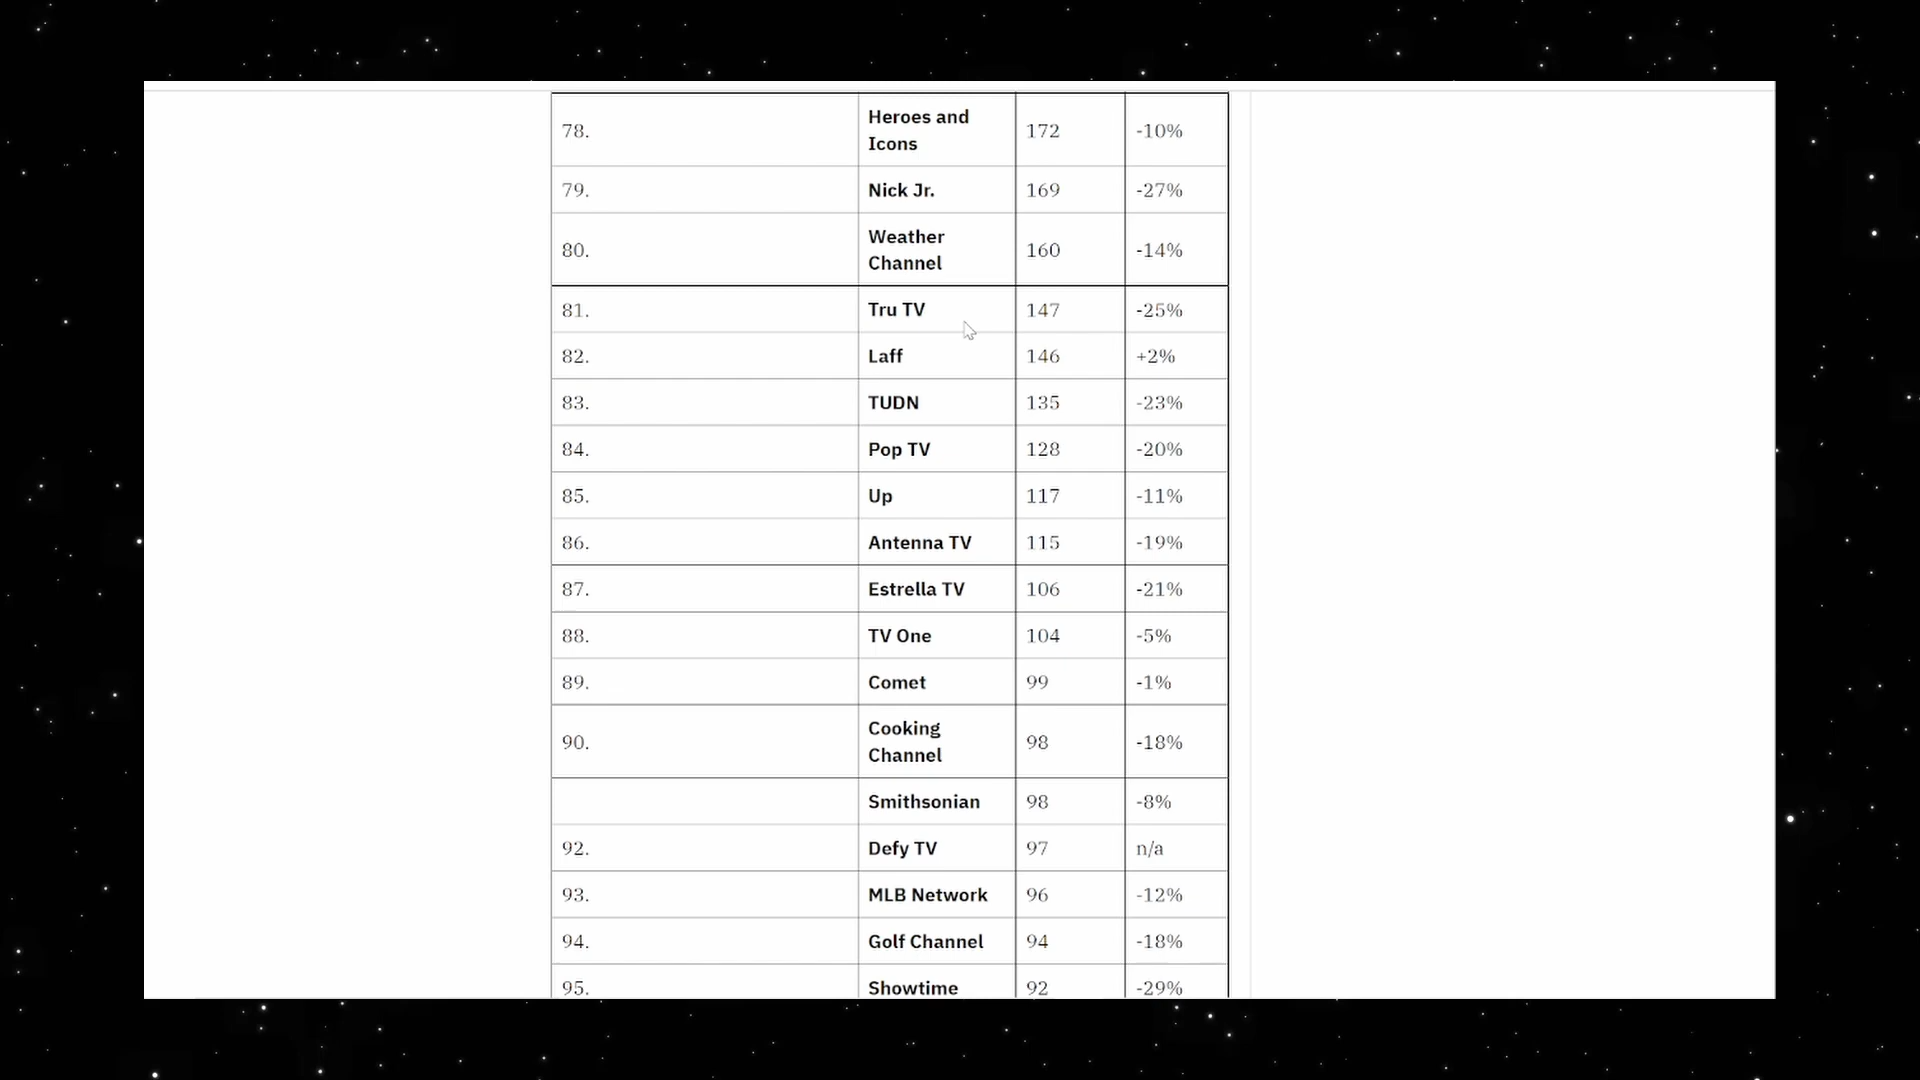 78. Heroes and Icons 172 -10%
79. Nick Jr. 169 -27%
80. Weather Channel 160 -14%
81. Tru TV 147 -25%
82. Laff 146 +2%
83. TUDN 135 -23%
84. Pop TV 128 -20%
85. Up 117 -11%
86. Antenna TV 115 -19%
87. Estrella TV 106 -21%
88. TV One 104 -5%
89. Comet 99 -1%
90. Cooking Channel 98 -18%
Smithsonian 98 -8%
92. Defy TV 97 n/a
93. MLB Network 96 -12%
94. Golf Channel 94 -18%
95. Showtime 92 -29%